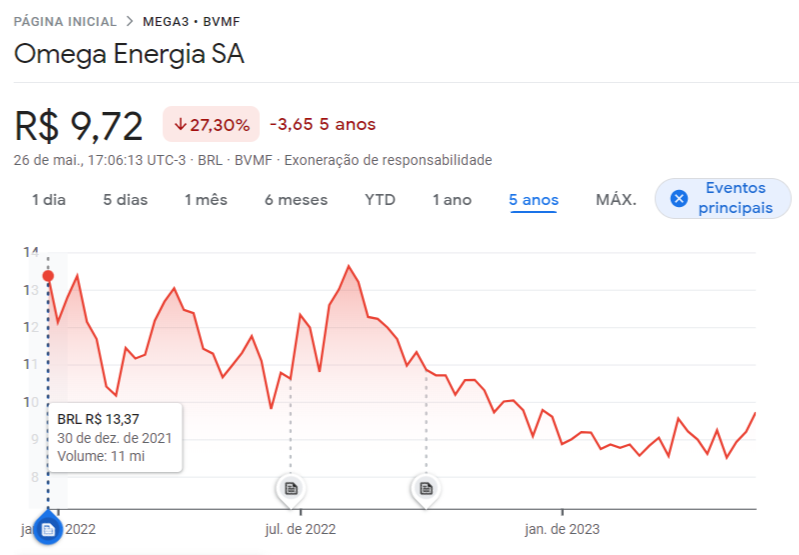 PÁGINA INICIAL > MEGA3 • BVMF
Omega Energia SA
R$ 9,72 ↓27,30% -3,65 5 anos
26 de mai., 17:06:13 UTC-3 · BRL · BVMF · Exoneração de responsabilidade
1 dia 5 dias 1 mês 6 meses YTD 1 ano 5 anos MÁX. Eventos
principais
14
13
12
11
10
BRL R$ 13,37
30 de dez. de 2021
9
Volume: 11 mi
8
2022 jul. de 2022 jan. de 2023